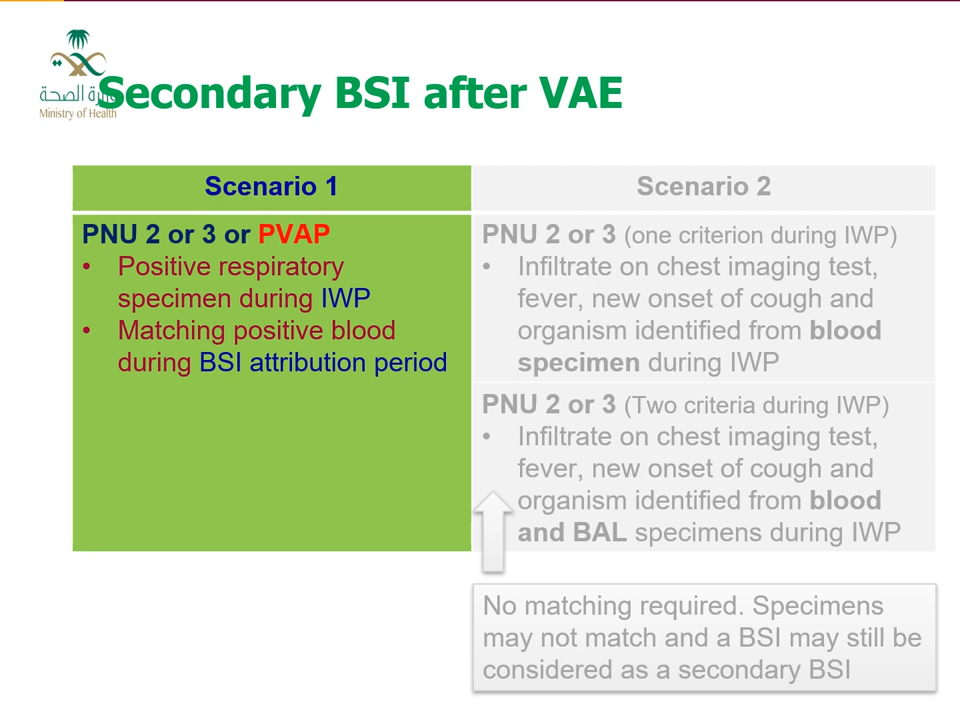 وزارة الصحة
Ministry of Health
Secondary BSI after VAE
Scenario 1
PNU 2 or 3 or PVAP
• Positive respiratory
specimen during IWP
• Matching positive blood
during BSI attribution period
Scenario 2
PNU 2 or 3 (one criterion during IWP)
• Infiltrate on chest imaging test,
fever, new onset of cough and
organism identified from blood
specimen during IWP
PNU 2 or 3 (Two criteria during IWP)
• Infiltrate on chest imaging test,
fever, new onset of cough and
organism identified from blood
and BAL specimens during IWP
No matching required. Specimens
may not match and a BSI may still be
considered as a secondary BSI